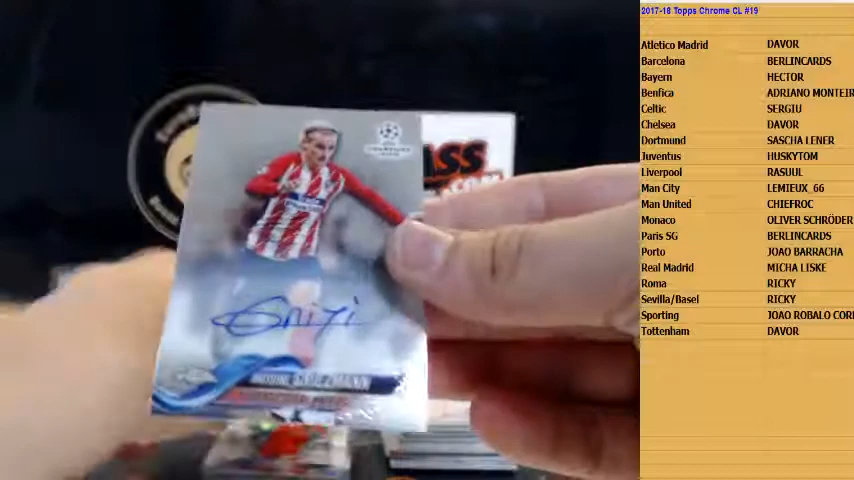 2017-18 Topps Chrome CL #19
Atletico Madrid DAVOR
Barcelona BERLINCARDS
Bayern HECTOR
Benfica ADRIANO MONTEIR
Celtic SERGIU
Chelsea DAVOR
Dortmund SASCHA LENER
Juventus HUSKYTOM
Liverpool RASUUL
Man City LEMIEUX_66
Man United CHIEFROC
Monaco OLIVER SCHRÖDER
Paris SG BERLINCARDS
Porto JOAO BARRACHA
Real Madrid MICHA LISKE
Roma RICKY
Sevilla/Basel RICKY
Sporting JOAO ROBALO COR
Tottenham DAVOR
ASS
.COM
Grizi
GRIEZMANN